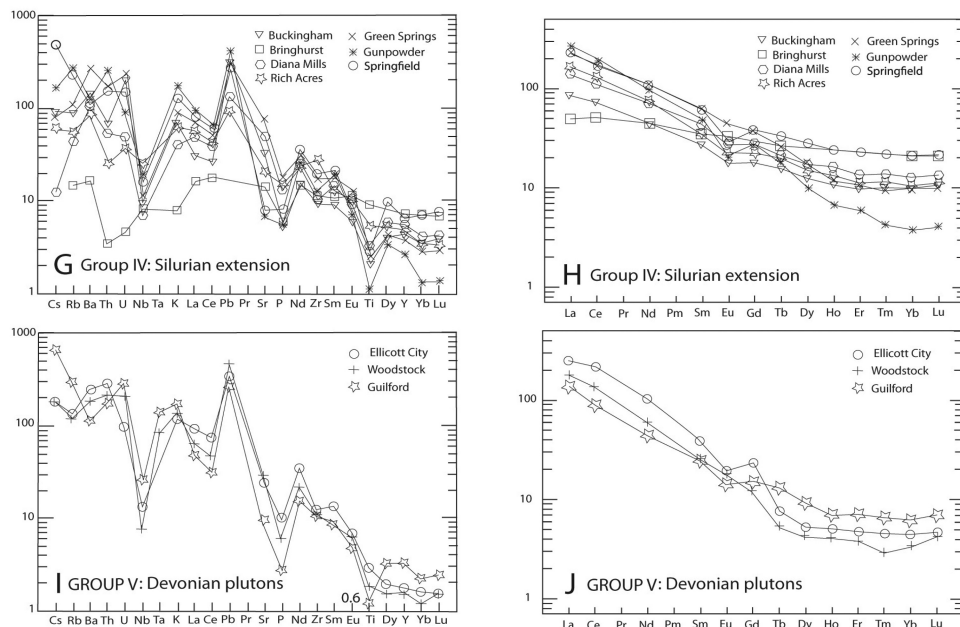 1000
100
10
1
Buckingham
Bringhurst
Diana Mills
Rich Acres
Green Springs
Gunpowder
Springfield
G Group IV: Silurian extension
Cs Rb Ba Th U Nb Ta K La Ce Pb Pr Sr P Nd Zr Sm Eu Ti Dy Y Yb Lu
1000
100
10
1
Buckingham
Bringhurst
Diana Mills
Rich Acres
Green Springs
Gunpowder
Springfield
H Group IV: Silurian extension
La Ce Pr Nd Pm Sm Eu Gd Tb Dy Ho Er Tm Yb Lu
1000
100
10
1
Ellicott City
Woodstock
Guilford
0.6
I GROUP V: Devonian plutons
Cs Rb Ba Th U Nb Ta K La Ce Pb Pr Sr P Nd Zr Sm Eu Ti Dy Y Yb Lu
1000
100
10
1
Ellicott City
Woodstock
Guilford
J GROUP V: Devonian plutons
La Ce Pr Nd Pm Sm Eu Gd Tb Dy Ho Er Tm Yb Lu